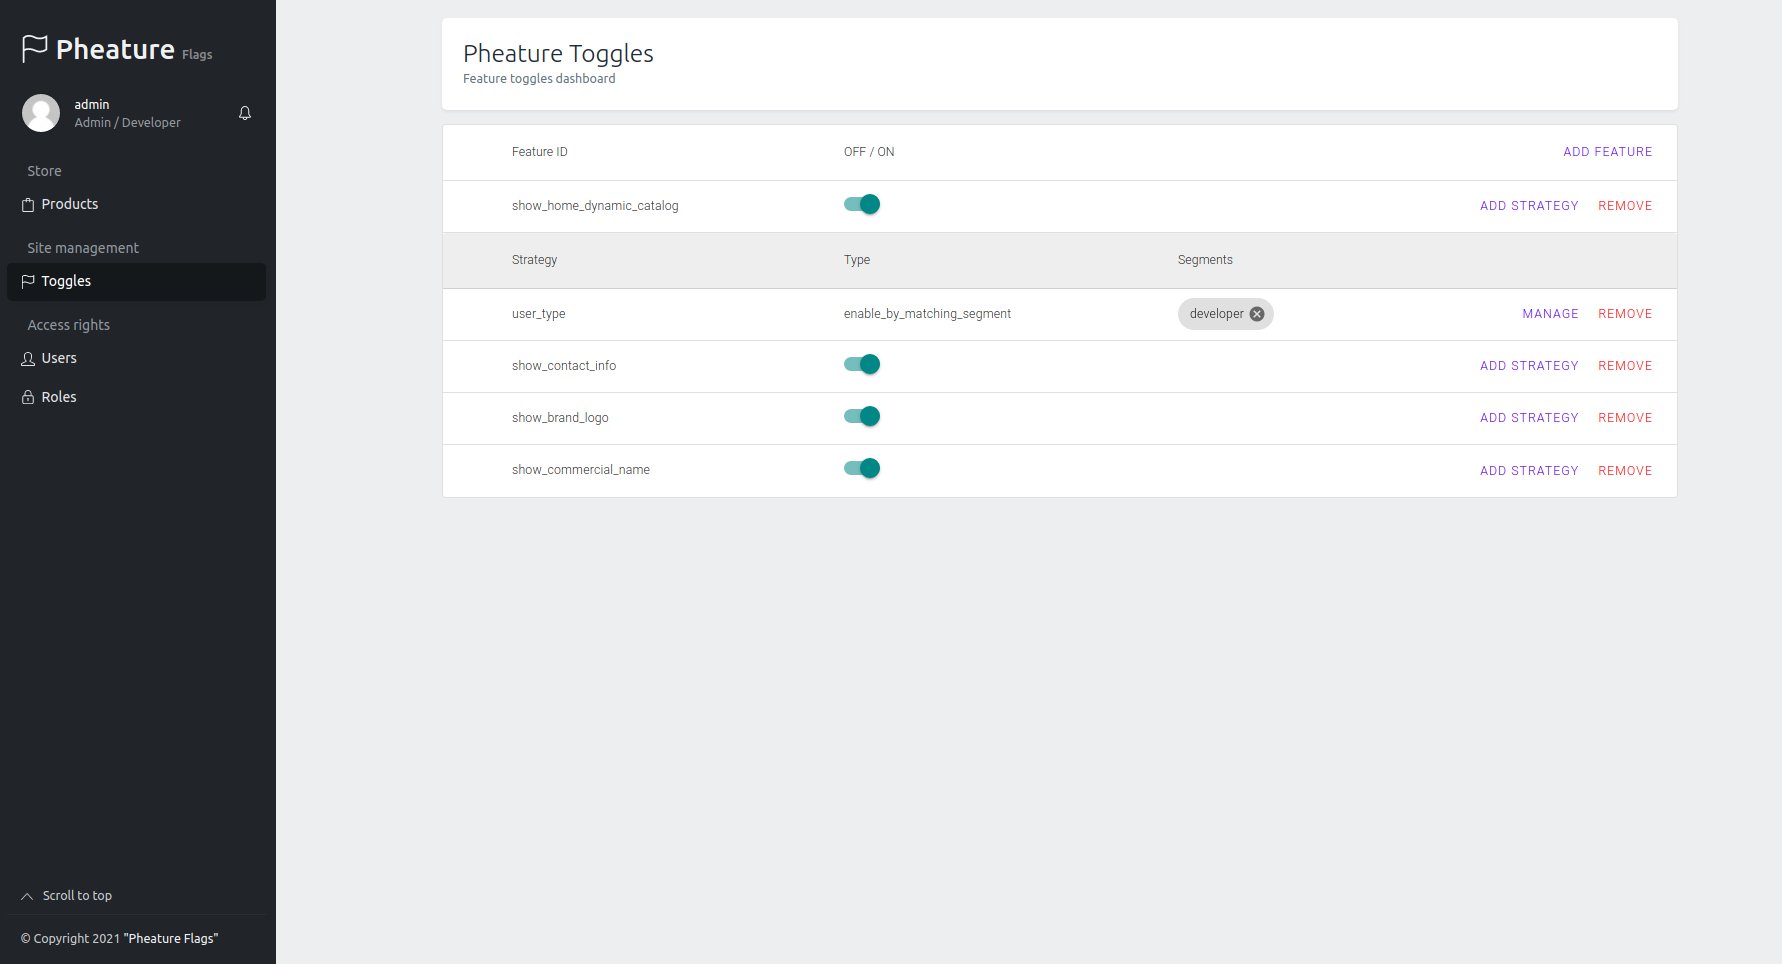 Pheature Flags
admin
Admin / Developer
Store
Products
Site management
Toggles
Access rights
Users
Roles
Scroll to top
© Copyright 2021 "Pheature Flags"
Pheature Toggles
Feature toggles dashboard
Feature ID OFF / ON ADD FEATURE
show_home_dynamic_catalog ADD STRATEGY REMOVE
Strategy Type Segments
user_type enable_by_matching_segment developer MANAGE REMOVE
show_contact_info ADD STRATEGY REMOVE
show_brand_logo ADD STRATEGY REMOVE
show_commercial_name ADD STRATEGY REMOVE